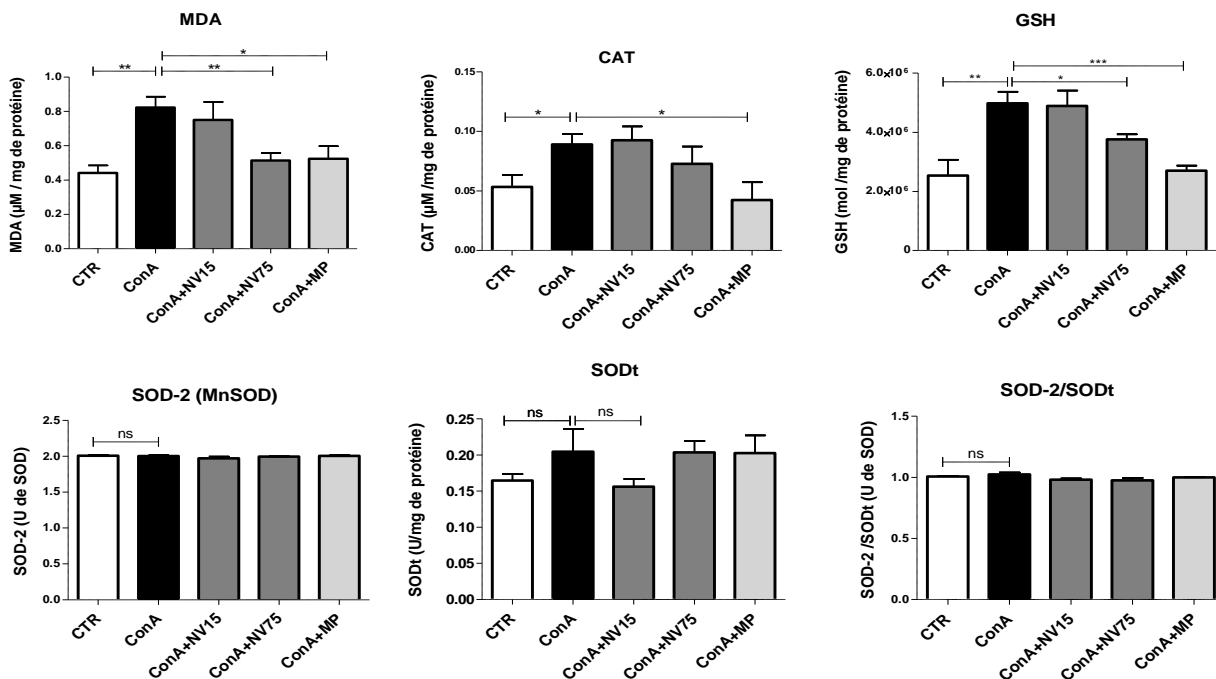 MDA
MDA (µM / mg de protéine)
1.0
0.8
0.6
0.4
0.2
0.0
**
**
*
CTR
ConA
ConA+NV15
ConA+NV75
ConA+MP
CAT
CAT (µM /mg de protéine)
0.15
0.10
0.05
0.00
*
*
CTR
ConA
ConA+NV15
ConA+NV75
ConA+MP
GSH
GSH (mol /mg de protéine)
6.0×10⁶
4.0×10⁶
2.0×10⁶
0
**
*
***
CTR
ConA
ConA+NV15
ConA+NV75
ConA+MP
SOD-2 (MnSOD)
SOD-2 (U de SOD)
2.5
2.0
1.5
1.0
0.5
0.0
ns
CTR
ConA
ConA+NV15
ConA+NV75
ConA+MP
SODt
SODt (U/mg de protéine)
0.25
0.20
0.15
0.10
0.05
0.00
ns
ns
CTR
ConA
ConA+NV15
ConA+NV75
ConA+MP
SOD-2/SODt
SOD-2 /SODt (U de SOD)
1.5
1.0
0.5
0.0
ns
CTR
ConA
ConA+NV15
ConA+NV75
ConA+MP